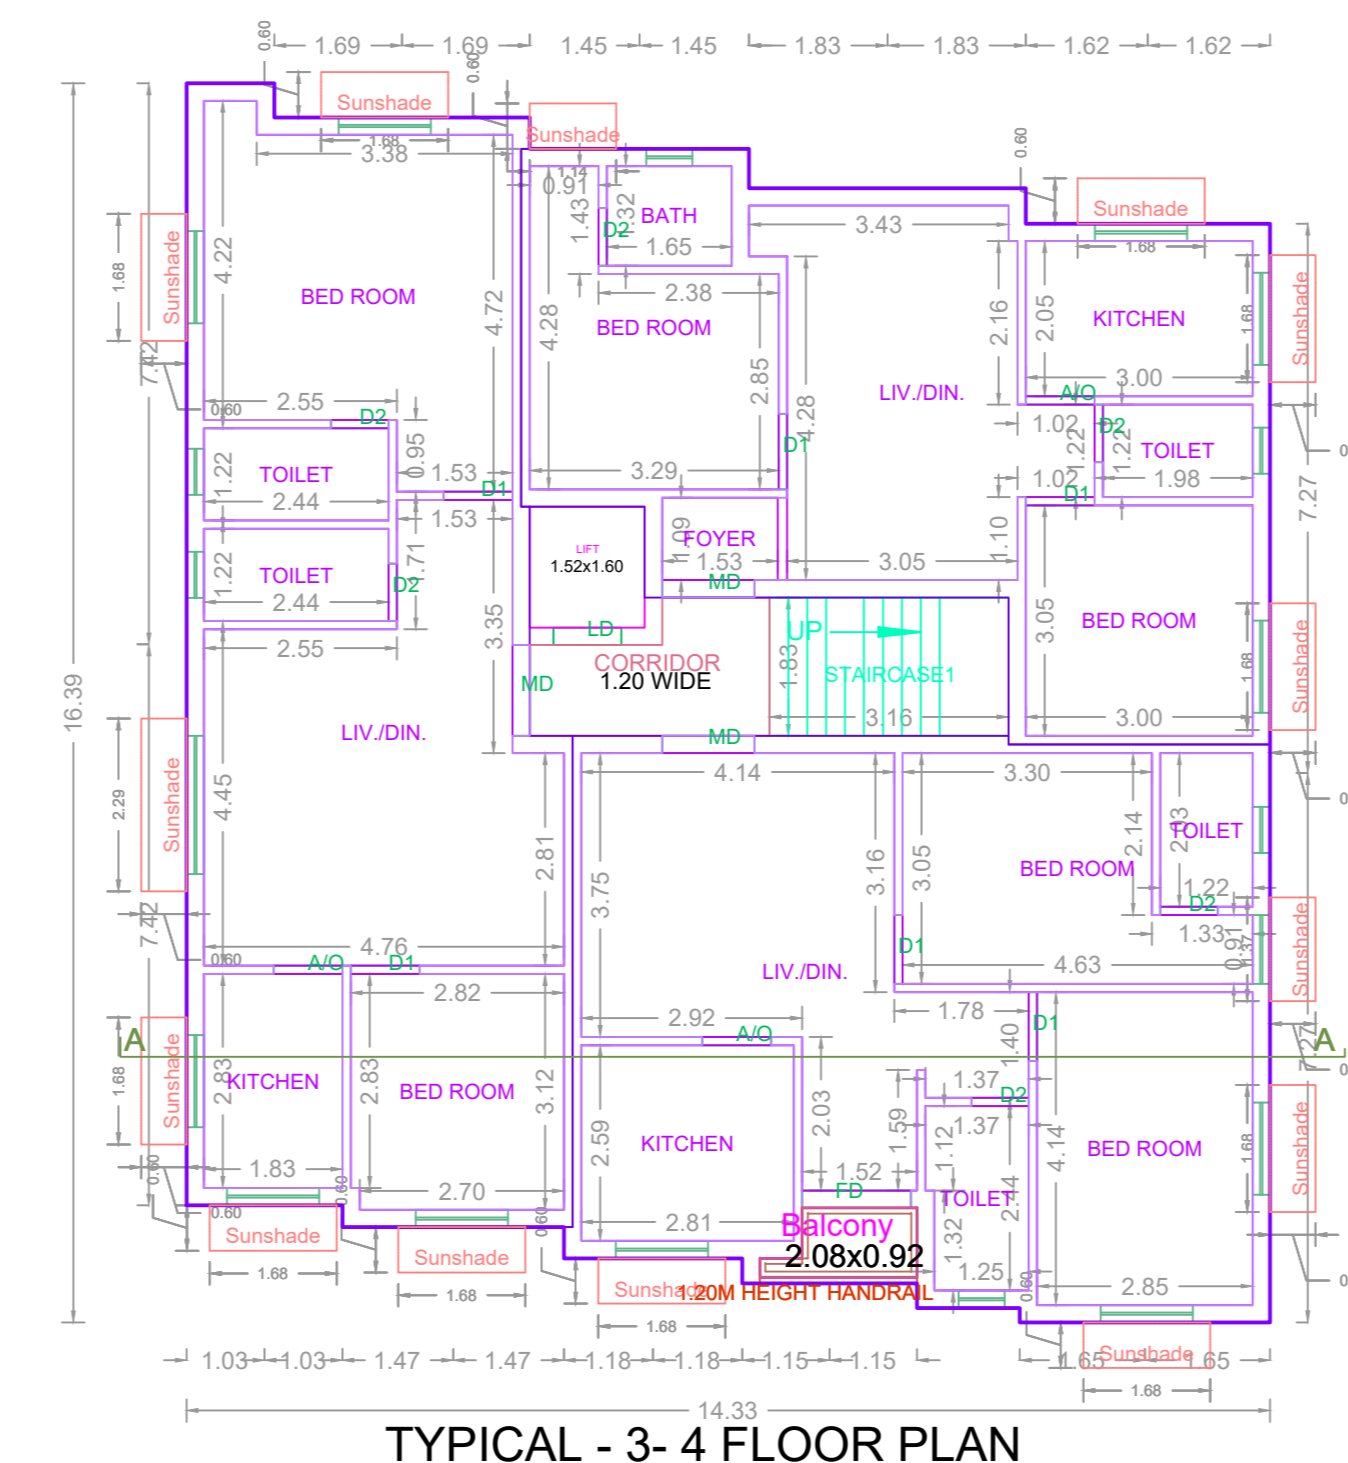 0.60
1.69
1.69
0.60
1.45
1.45
1.83
1.83
1.62
1.62
Sunshade
1.68
3.38
Sunshade
1.14
0.91
0.60
Sunshade
1.68
1.68
Sunshade
4.22
BED ROOM
4.72
1.43
D2
BATH
1.65
2.38
4.28
BED ROOM
2.85
3.29
3.43
2.16
4.28
LIV./DIN.
2.05
KITCHEN
3.00
1.68
Sunshade
7.42
0.60
2.55
D2
0.95
1.53
D1
1.53
1.22
TOILET
2.44
D1
A/O
1.02
D2
1.22
1.22
TOILET
1.98
1.02
D1
7.27
1.22
TOILET
2.44
D2
1.71
2.55
3.35
LIFT
1.52x1.60
LD
1.09
FOYER
1.53
MD
3.05
1.10
3.05
BED ROOM
3.00
1.68
Sunshade
16.39
CORRIDOR
1.20 WIDE
MD
UP
1.83
STAIRCASE1
3.16
MD
LIV./DIN.
4.45
2.29
Sunshade
2.81
4.76
7.42
0.60
4.14
3.75
3.16
LIV./DIN.
3.30
3.05
2.14
BED ROOM
TOILET
1.22
D2
1.33
0.91
1.37
Sunshade
D1
4.63
A/O
D1
2.82
2.92
A/O
1.78
D1
1.40
A
A
7.27
1.68
Sunshade
2.83
KITCHEN
1.83
2.83
BED ROOM
3.12
2.70
2.59
KITCHEN
2.81
2.03
1.59
1.52
FD
1.37
D2
1.37
1.12
TOILET
2.44
1.32
1.25
4.14
BED ROOM
2.85
1.68
Sunshade
0.60
0.60
0.60
0.60
0.60
Sunshade
1.68
Sunshade
1.68
Sunshade
1.68
Balcony
2.08x0.92
1.20M HEIGHT HANDRAIL
Sunshade
1.68
1.03
1.03
1.47
1.47
1.18
1.18
1.15
1.15
1.65
1.65
14.33
TYPICAL - 3- 4 FLOOR PLAN